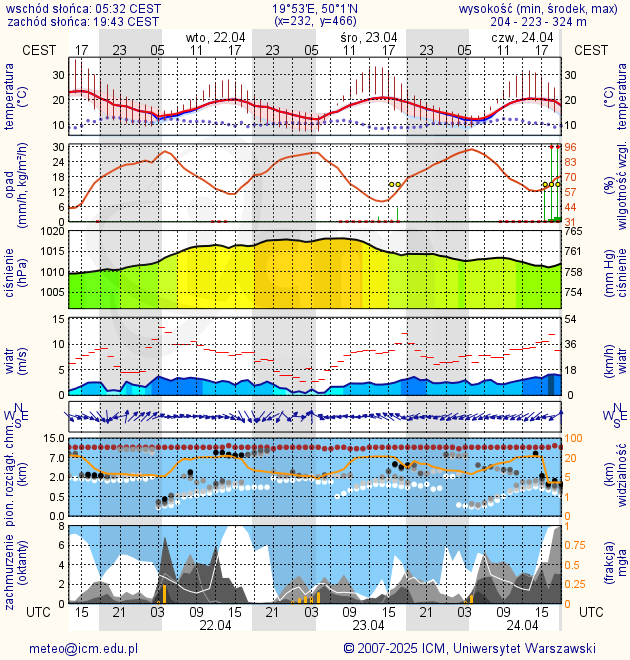 wschód słońca: 05:32 CEST 19°53'E, 50°1'N wysokość (min, środek, max)
zachód słońca: 19:43 CEST (x=232, y=466) 204 - 223 - 324 m
wto, 22.04 śro, 23.04 czw, 24.04
CEST 17 23 05 11 17 23 05 11 17 23 05 11 17 CEST
temperatura
(°C)
30
20
10
30
20
10
temperatura
(°C)
opad
(mm/h, kg/m²/h)
30
24
18
12
6
0
96
83
70
57
44
31
(%)
wilgotność wzgl.
ciśnienie
(hPa)
1020
1015
1010
1005
765
761
758
754
(mm Hg)
ciśnienie
wiatr
(m/s)
15
10
5
0
54
36
18
0
(km/h)
wiatr
N
W E
S
N
W E
S
pion. rozciągł. chm.
(km)
15.0
7.0
2.0
0.5
0.0
100
20
5
1
0
(km)
widzialność
zachmurzenie
(oktanty)
8
6
4
2
0
1
0.75
0.5
0.25
0
(frakcja)
mgła
UTC 15 21 03 09 15 21 03 09 15 21 03 09 15 UTC
22.04 23.04 24.04
meteo@icm.edu.pl © 2007-2025 ICM, Uniwersytet Warszawski